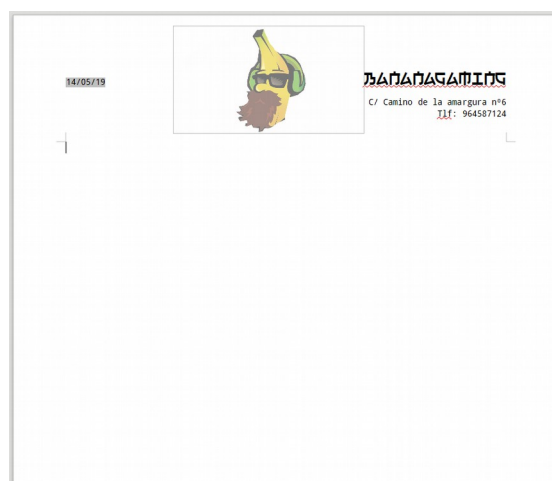 14/05/19
BANANAGAMING
C/ Camino de la amargura nº6
Tlf: 964587124